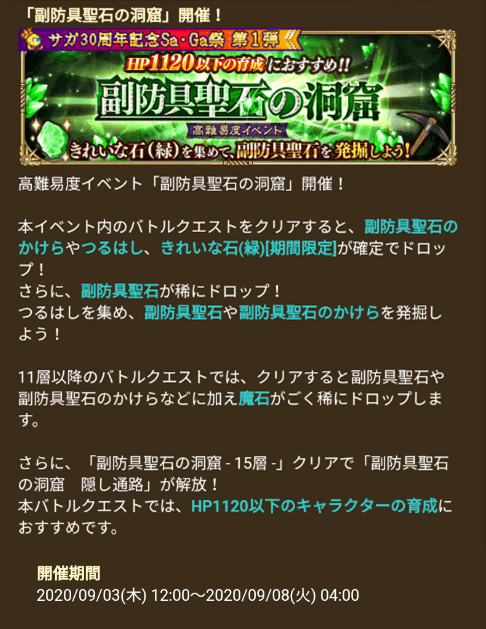 「副防具聖石の洞窟」開催！
サガ30周年記念Sa・Ga祭 第1弾
HP1120以下の育成におすすめ!!
副防具聖石の洞窟
高難易度イベント
きれいな石(緑)を集めて、副防具聖石を発掘しよう!
高難易度イベント「副防具聖石の洞窟」開催！
本イベント内のバトルクエストをクリアすると、副防具聖石の
かけらやつるはし、きれいな石(緑)[期間限定]が確定でドロッ
プ！
さらに、副防具聖石が稀にドロップ！
つるはしを集め、副防具聖石や副防具聖石のかけらを発掘し
よう！
11層以降のバトルクエストでは、クリアすると副防具聖石や
副防具聖石のかけらなどに加え魔石がごく稀にドロップしま
す。
さらに、「副防具聖石の洞窟 - 15層 -」クリアで「副防具聖石
の洞窟　隠し通路」が解放！
本バトルクエストでは、HP1120以下のキャラクターの育成に
おすすめです。
開催期間
2020/09/03(木) 12:00～2020/09/08(火) 04:00